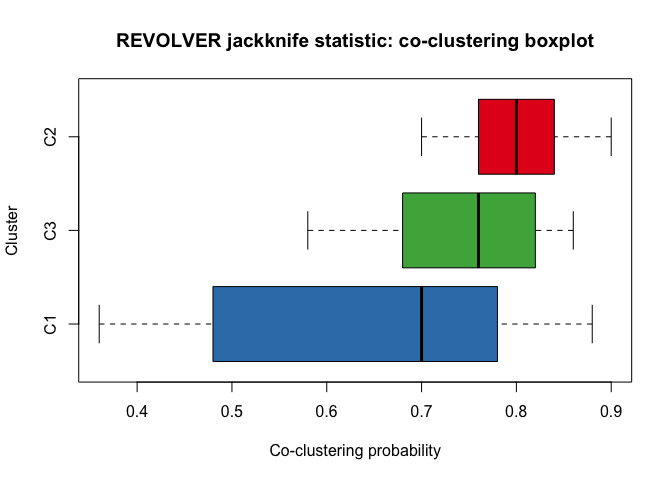 REVOLVER jackknife statistic: co-clustering boxplot
Cluster
C2
C3
C1
0.4 0.5 0.6 0.7 0.8 0.9
Co-clustering probability